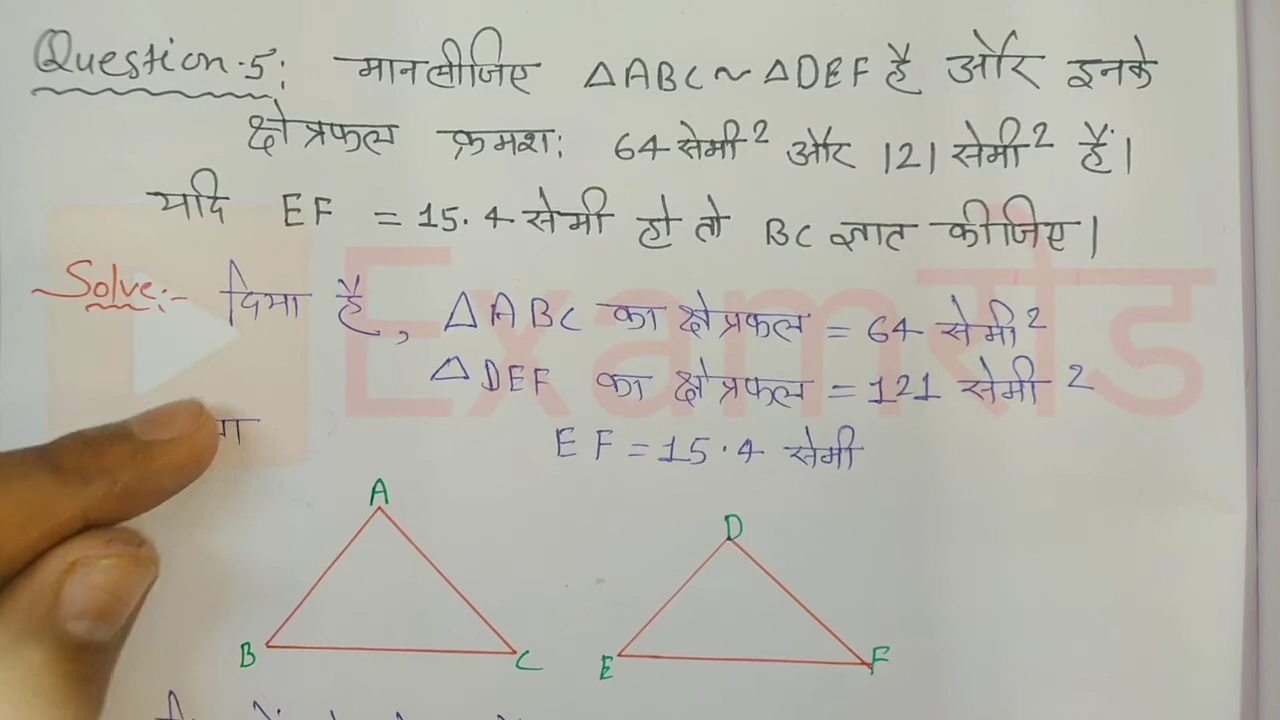 Question.5: मानलीजिए △ABC ~ △DEF है और इनके
क्षेत्रफल क्रमश: 64 सेमी² और 121 सेमी² हैं।
यदि EF = 15.4 सेमी हो तो BC ज्ञात कीजिए।
Solve:- दिया है, △ABC का क्षेत्रफल = 64 सेमी²
△DEF का क्षेत्रफल = 121 सेमी²
EF = 15.4 सेमी
Examरोड
A
D
B
C
E
F